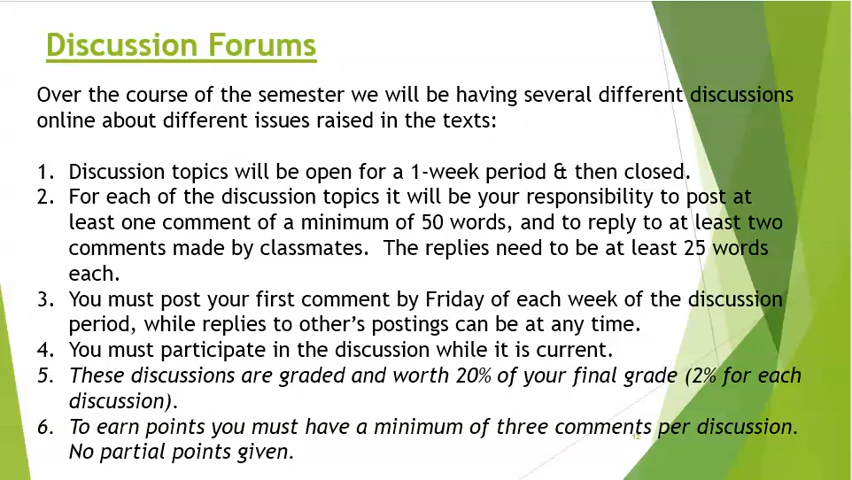 Discussion Forums
Over the course of the semester we will be having several different discussions
online about different issues raised in the texts:
1. Discussion topics will be open for a 1-week period & then closed.
2. For each of the discussion topics it will be your responsibility to post at
least one comment of a minimum of 50 words, and to reply to at least two
comments made by classmates.  The replies need to be at least 25 words
each.
3. You must post your first comment by Friday of each week of the discussion
period, while replies to other’s postings can be at any time.
4. You must participate in the discussion while it is current.
5. These discussions are graded and worth 20% of your final grade (2% for each
discussion).
6. To earn points you must have a minimum of three comments per discussion.
No partial points given.
12